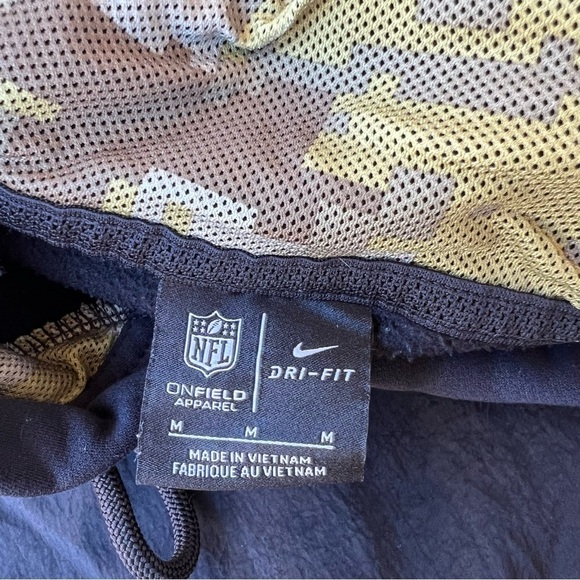 NFL
ONFIELD
APPAREL
DRI-FIT
M M M
MADE IN VIETNAM
FABRIQUE AU VIETNAM